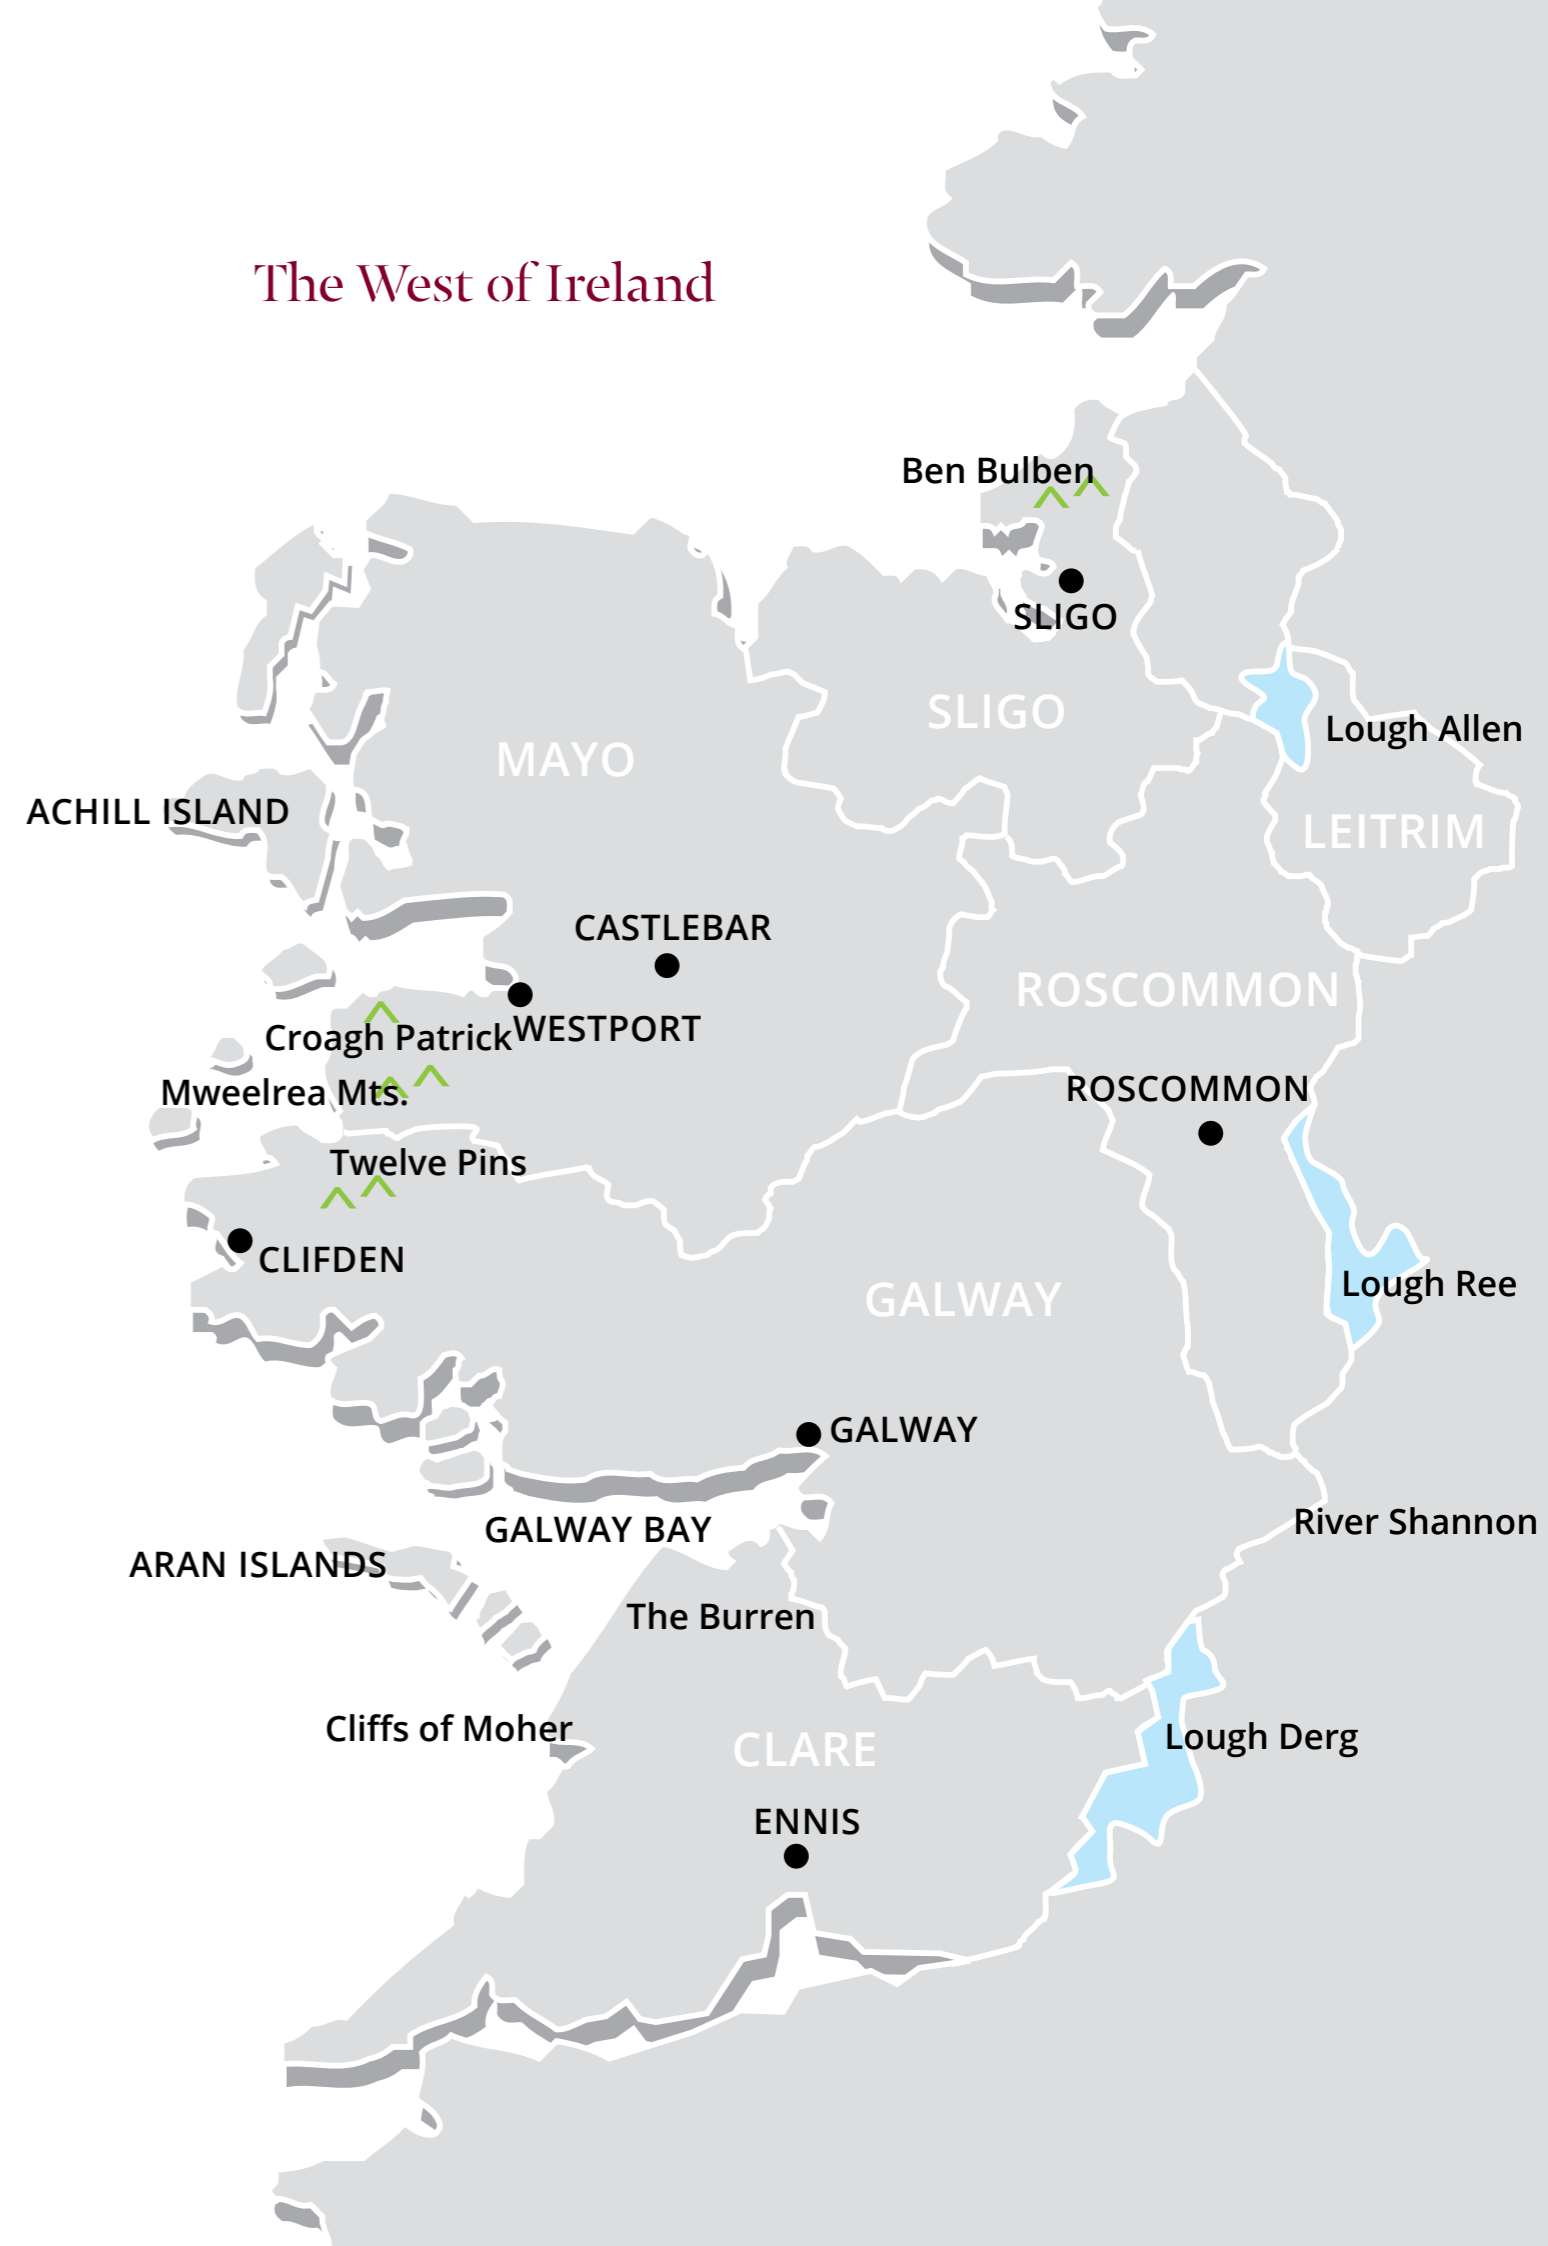 The West of Ireland
Ben Bulben
SLIGO
SLIGO
Lough Allen
MAYO
ACHILL ISLAND
LEITRIM
CASTLEBAR
ROSCOMMON
WESTPORT
Croagh Patrick
Mweelrea Mts.
ROSCOMMON
Twelve Pins
CLIFDEN
Lough Ree
GALWAY
GALWAY
River Shannon
GALWAY BAY
ARAN ISLANDS
The Burren
Cliffs of Moher
Lough Derg
CLARE
ENNIS